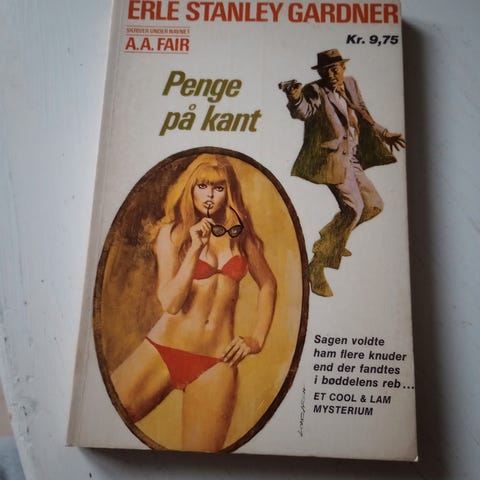 ERLE STANLEY GARDNER
SKRIVER UNDER NAVNET
A.A. FAIR
Kr. 9,75
Penge
på kant
Sagen voldte
ham flere knuder
end der fandtes
i bøddelens reb...
ET COOL & LAM
MYSTERIUM